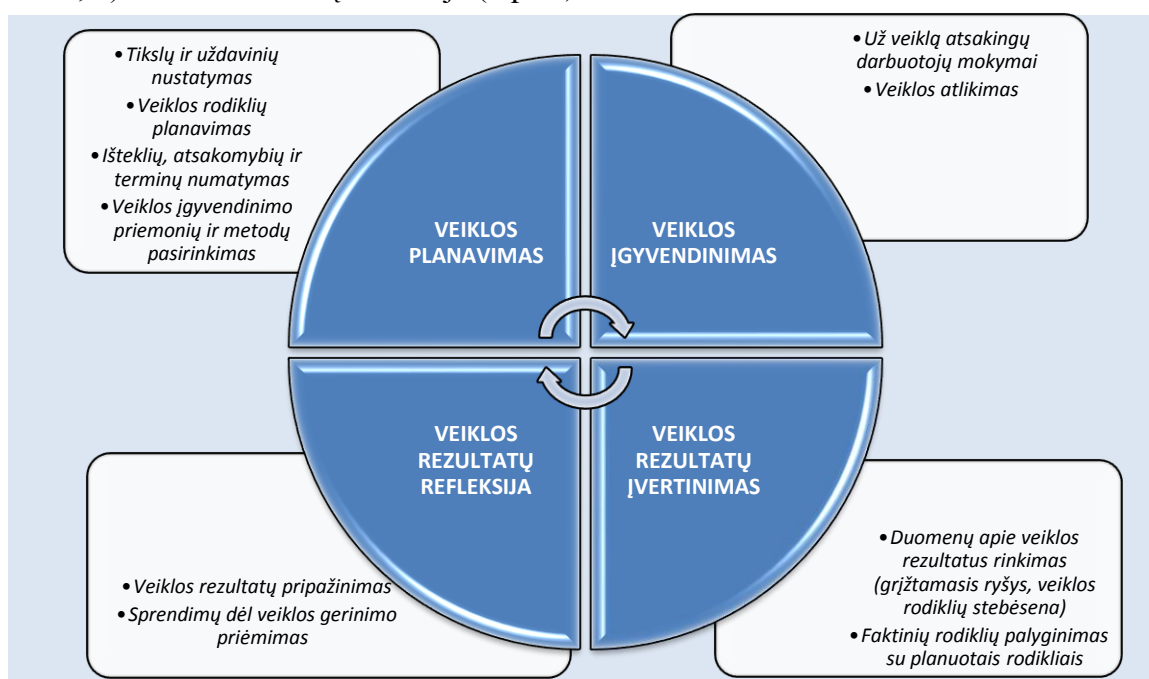 • Tikslų ir uždavinių
nustatymas
• Veiklos rodiklių
planavimas
• Išteklių, atsakomybių ir
terminų numatymas
• Veiklos įgyvendinimo
priemonių ir metodų
pasirinkimas
• Už veiklą atsakingų
darbuotojų mokymai
• Veiklos atlikimas
VEIKLOS
PLANAVIMAS
VEIKLOS
ĮGYVENDINIMAS
VEIKLOS
REZULTATŲ
REFLEKSIJA
VEIKLOS
REZULTATŲ
ĮVERTINIMAS
• Veiklos rezultatų pripažinimas
• Sprendimų dėl veiklos gerinimo
priėmimas
• Duomenų apie veiklos
rezultatus rinkimas
(grįžtamasis ryšys, veiklos
rodiklių stebėsena)
• Faktinių rodiklių palyginimas
su planuotais rodikliais